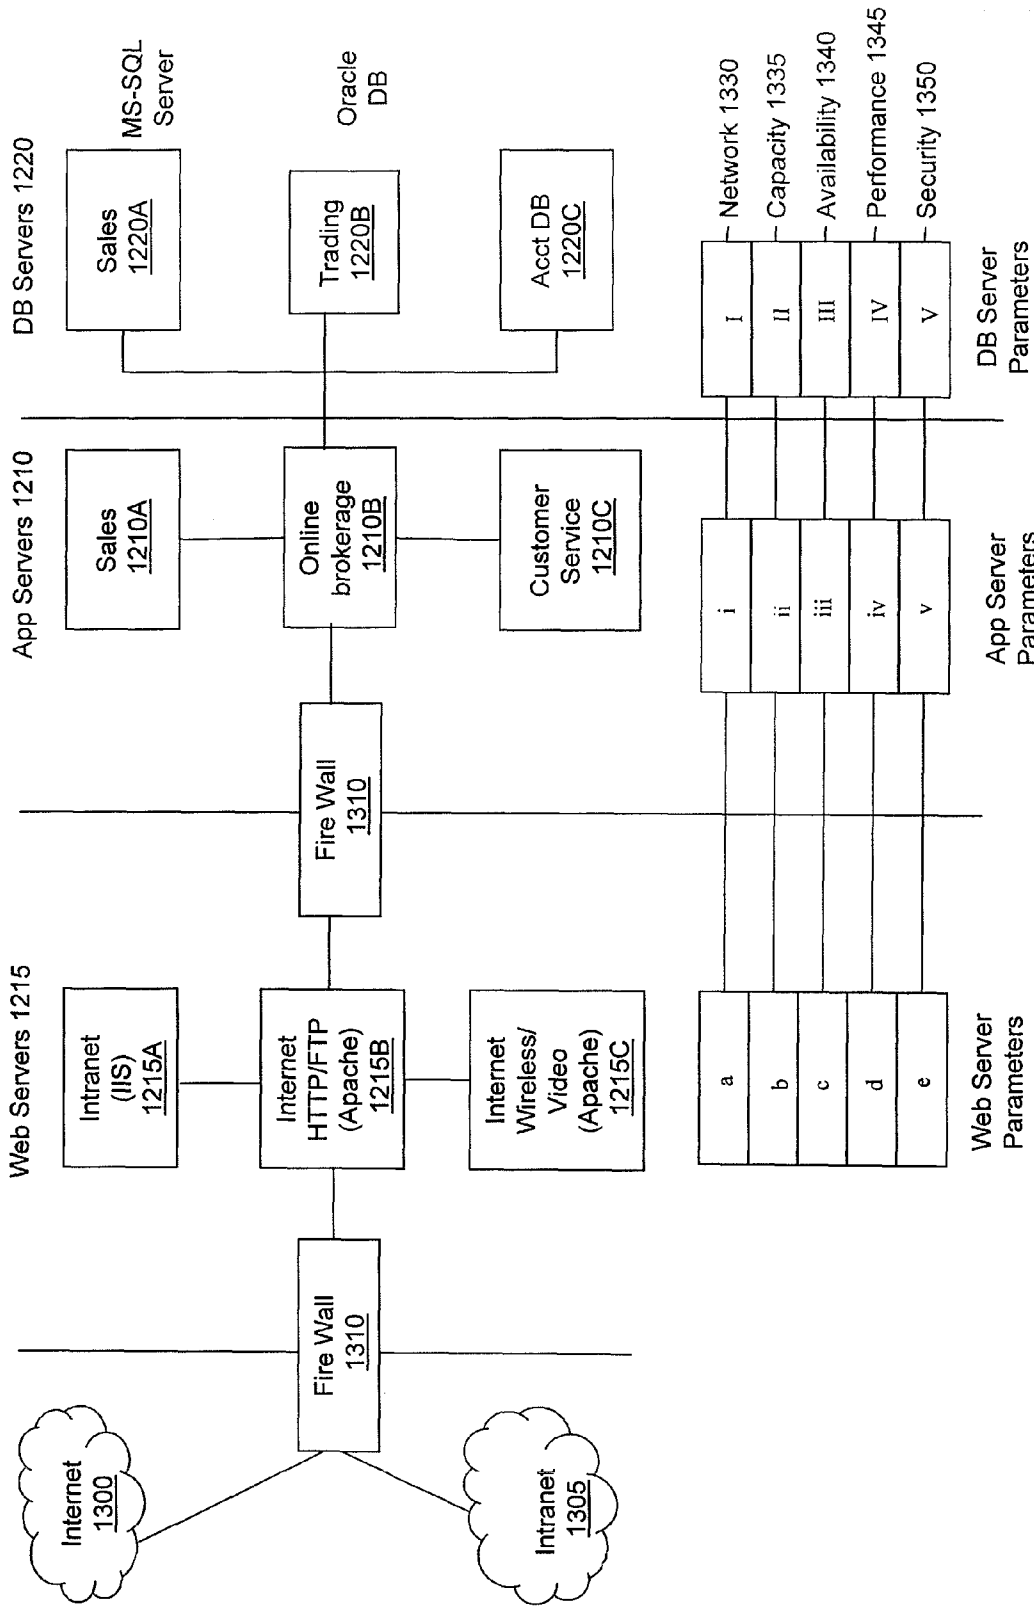 Web Servers 1215
App Servers 1210
DB Servers 1220
Internet
1300
Intranet
1305
Fire Wall
1310
Intranet
(IIS)
1215A
Internet
HTTP/FTP
(Apache)
1215B
Internet
Wireless/
Video
(Apache)
1215C
Fire Wall
1310
Sales
1210A
Online
brokerage
1210B
Customer
Service
1210C
Sales
1220A
Trading
1220B
Acct DB
1220C
MS-SQL
Server
Oracle
DB
a
b
c
d
e
Web Server
Parameters
i
ii
iii
iv
v
App Server
Parameters
I
II
III
IV
V
DB Server
Parameters
Network 1330
Capacity 1335
Availability 1340
Performance 1345
Security 1350